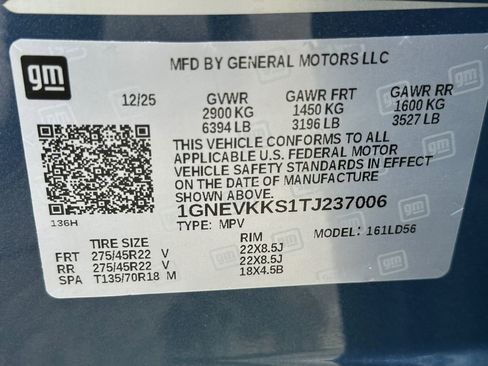 gm
MFD BY GENERAL MOTORS LLC
12/25 GVWR GAWR FRT GAWR RR
2900 KG 1450 KG 1600 KG
6394 LB 3196 LB 3527 LB
THIS VEHICLE CONFORMS TO ALL
APPLICABLE U.S. FEDERAL MOTOR
VEHICLE SAFETY STANDARDS IN EFFECT
ON THE DATE OF MANUFACTURE
SHOWN ABOVE.
1GNEVKKS1TJ237006
136H TYPE: MPV MODEL: 161LD56
TIRE SIZE RIM
FRT 275/45R22 V 22X8.5J
RR 275/45R22 V 22X8.5J
SPA T135/70R18 M 18X4.5B